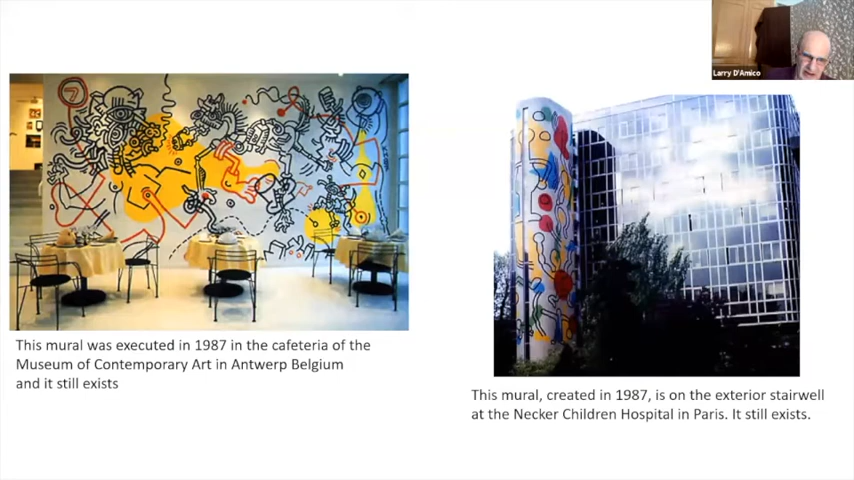 Larry D'Amico
7
This mural was executed in 1987 in the cafeteria of the
Museum of Contemporary Art in Antwerp Belgium
and it still exists
This mural, created in 1987, is on the exterior stairwell
at the Necker Children Hospital in Paris. It still exists.